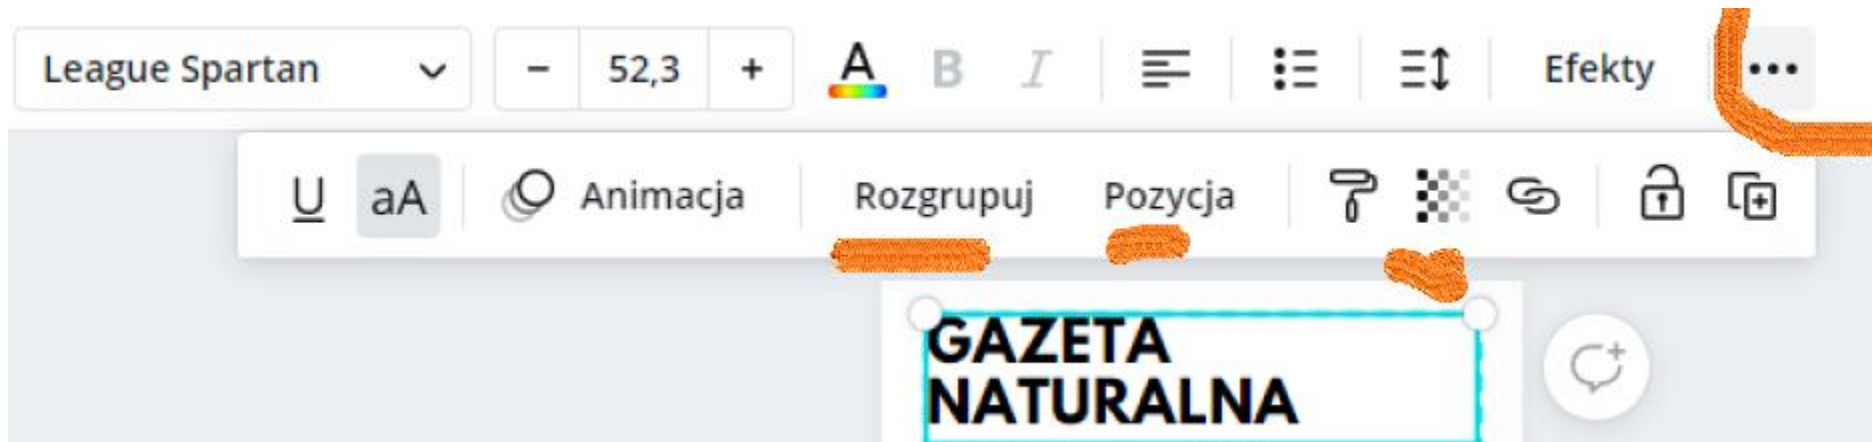 League Spartan − 52,3 + A B I Efekty ...
U aA Animacja Rozgrupuj Pozycja
GAZETA
NATURALNA